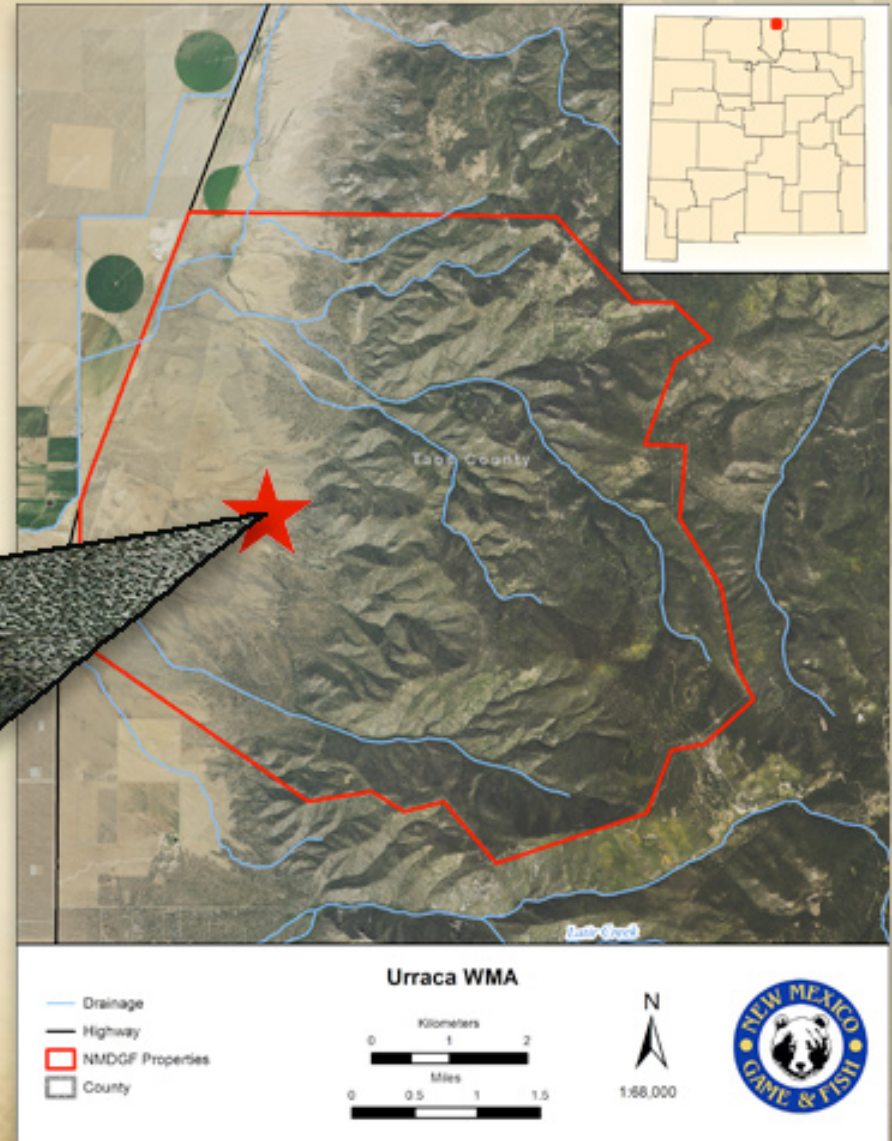 Taos County
Latir Creek
Urraca WMA
Drainage
Highway
NMDGF Properties
County
Kilometers
0 1 2
Miles
0 0.5 1 1.5
N
1:68,000
NEW MEXICO
GAME & FISH